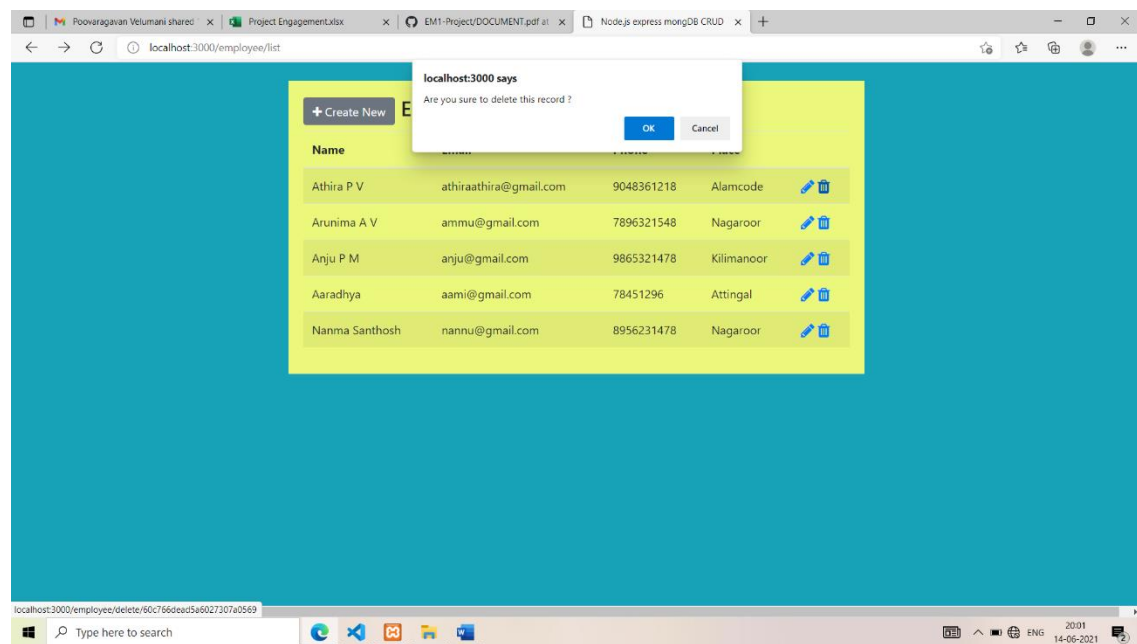 Poovaragavan Velumani shared
Project Engagement.xlsx
EM1-Project/DOCUMENT.pdf at
Node.js express mongDB CRUD
localhost:3000/employee/list
localhost:3000 says
Are you sure to delete this record ?
OK Cancel
+ Create New E
Name
Athira P V athiraathira@gmail.com 9048361218 Alamcode
Arunima A V ammu@gmail.com 7896321548 Nagaroor
Anju P M anju@gmail.com 9865321478 Kilimanoor
Aaradhya aami@gmail.com 78451296 Attingal
Nanma Santhosh nannu@gmail.com 8956231478 Nagaroor
localhost:3000/employee/delete/60c766dead5a6027307a0569
Type here to search
ENG
20:01
14-06-2021
2